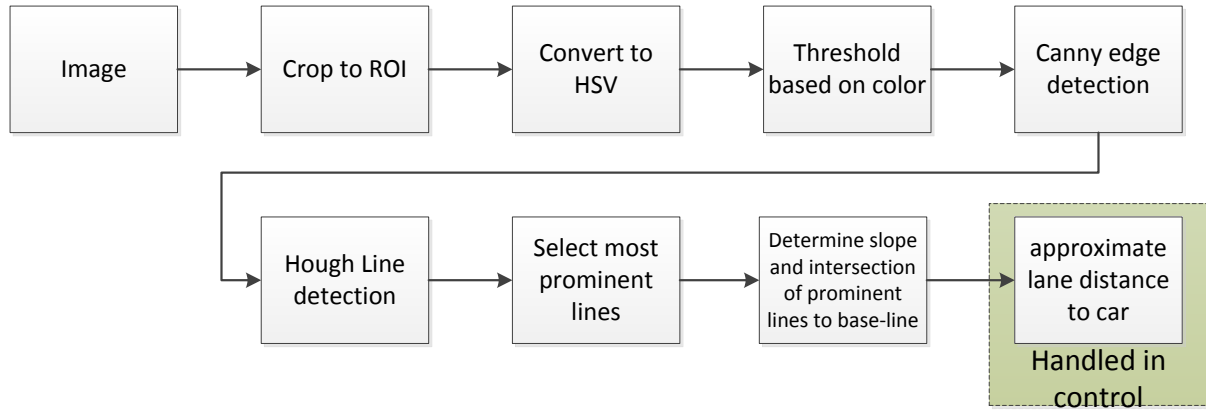 Image
Crop to ROI
Convert to
HSV
Threshold
based on color
Canny edge
detection
Hough Line
detection
Select most
prominent
lines
Determine slope
and intersection
of prominent
lines to base-line
approximate
lane distance
to car
Handled in
control